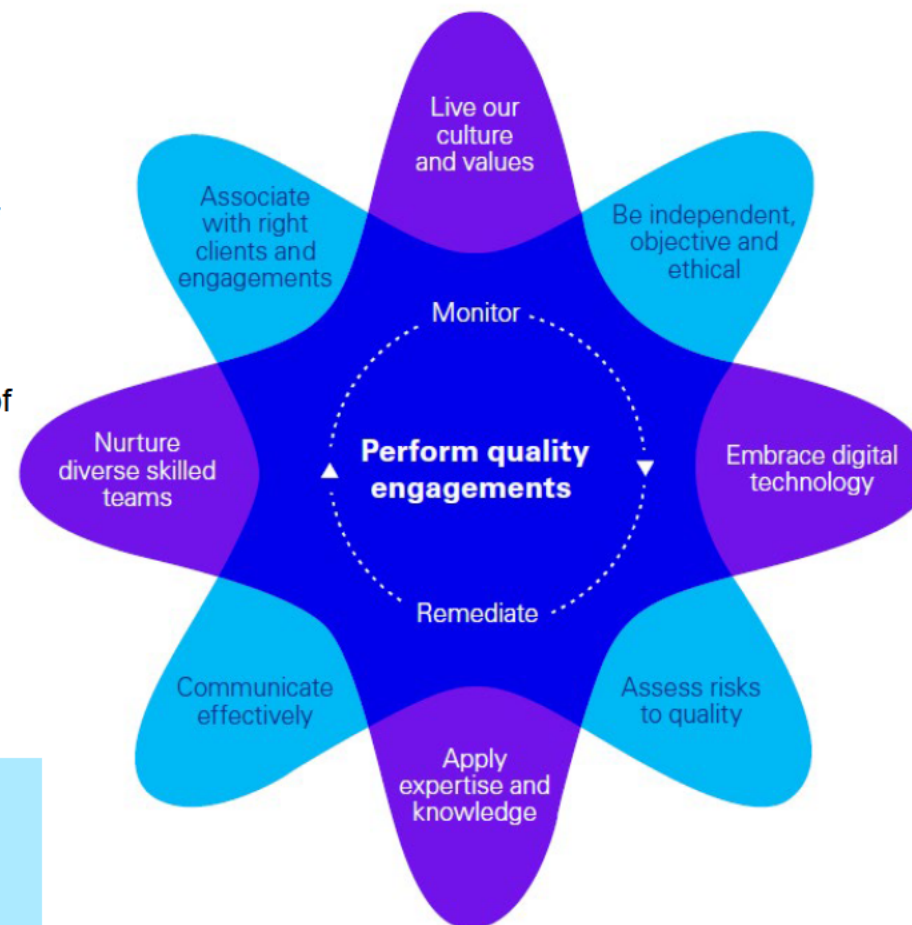 Live our
culture
and values
Associate
with right
clients and
engagements
Be independent,
objective and
ethical
Monitor
of
Nurture
diverse skilled
teams
Perform quality
engagements
Embrace digital
technology
Remediate
Communicate
effectively
Assess risks
to quality
Apply
expertise and
knowledge